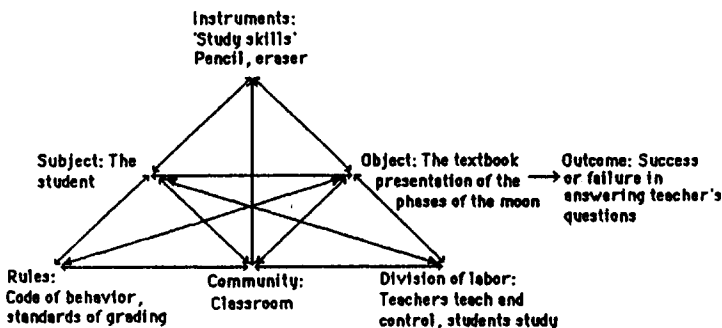 Instruments:
'Study skills'
Pencil, eraser
Subject: The
student
Object: The textbook
presentation of the
phases of the moon
Outcome: Success
or failure in
answering teacher's
questions
Rules:
Code of behavior,
standards of grading
Community:
Classroom
Division of labor:
Teachers teach and
control, students study